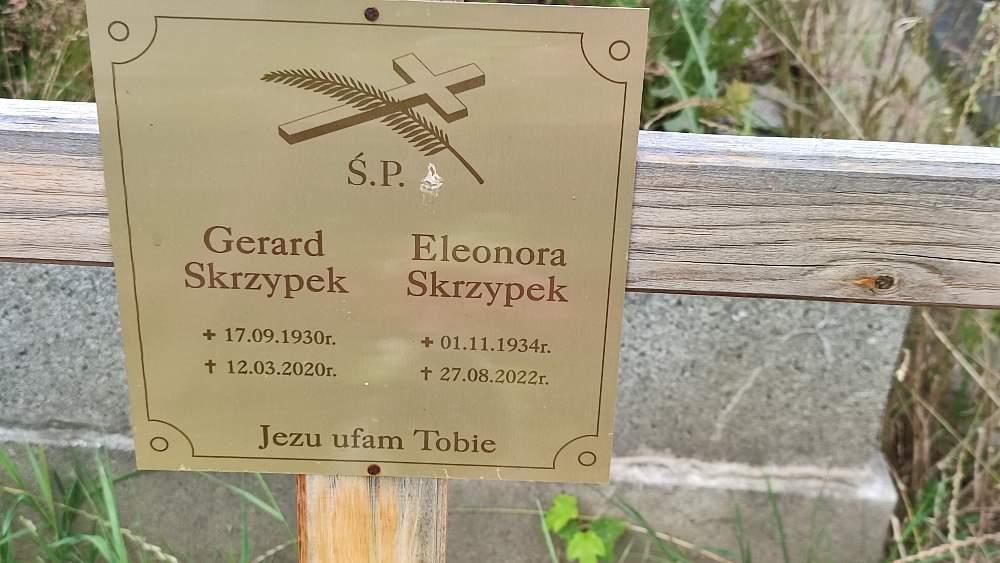 Ś.P.
Gerard
Skrzypek
+ 17.09.1930r.
† 12.03.2020r.
Eleonora
Skrzypek
+ 01.11.1934r.
† 27.08.2022r.
Jezu ufam Tobie